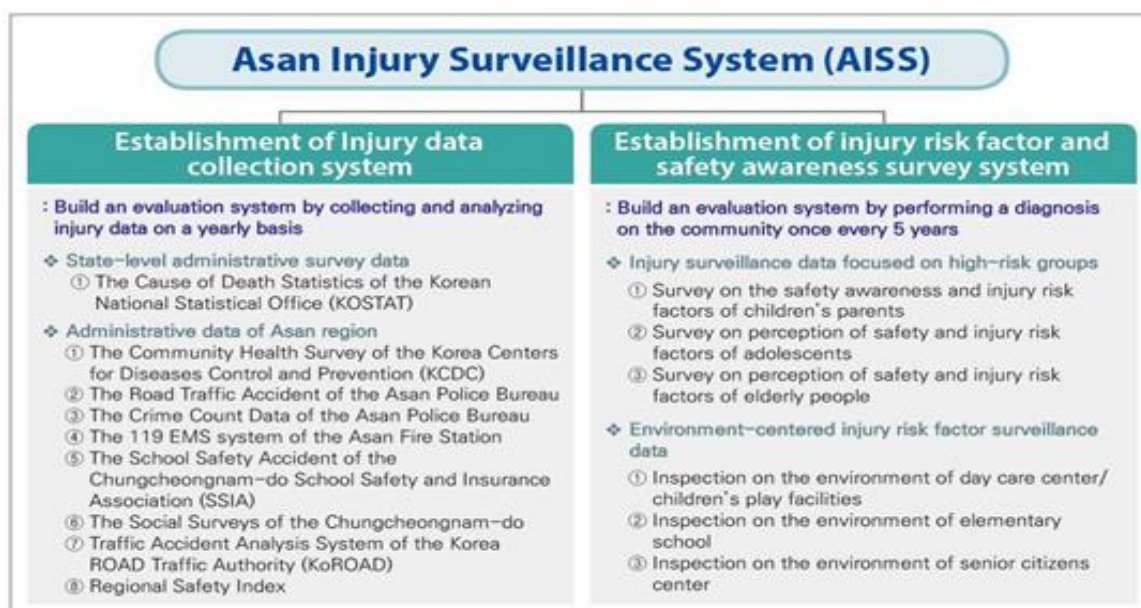 Asan Injury Surveillance System (AISS)
Establishment of Injury data
collection system
: Build an evaluation system by collecting and analyzing
injury data on a yearly basis
❖ State-level administrative survey data
① The Cause of Death Statistics of the Korean
National Statistical Office (KOSTAT)
❖ Administrative data of Asan region
① The Community Health Survey of the Korea Centers
for Diseases Control and Prevention (KCDC)
② The Road Traffic Accident of the Asan Police Bureau
③ The Crime Count Data of the Asan Police Bureau
④ The 119 EMS system of the Asan Fire Station
⑤ The School Safety Accident of the
Chungcheongnam-do School Safety and Insurance
Association (SSIA)
⑥ The Social Surveys of the Chungcheongnam-do
⑦ Traffic Accident Analysis System of the Korea
ROAD Traffic Authority (KoROAD)
⑧ Regional Safety Index
Establishment of injury risk factor and
safety awareness survey system
: Build an evaluation system by performing a diagnosis
on the community once every 5 years
❖ Injury surveillance data focused on high-risk groups
① Survey on the safety awareness and injury risk
factors of children's parents
② Survey on perception of safety and injury risk
factors of adolescents
③ Survey on perception of safety and injury risk
factors of elderly people
❖ Environment-centered injury risk factor surveillance
data
① Inspection on the environment of day care center/
children's play facilities
② Inspection on the environment of elementary
school
③ Inspection on the environment of senior citizens
center